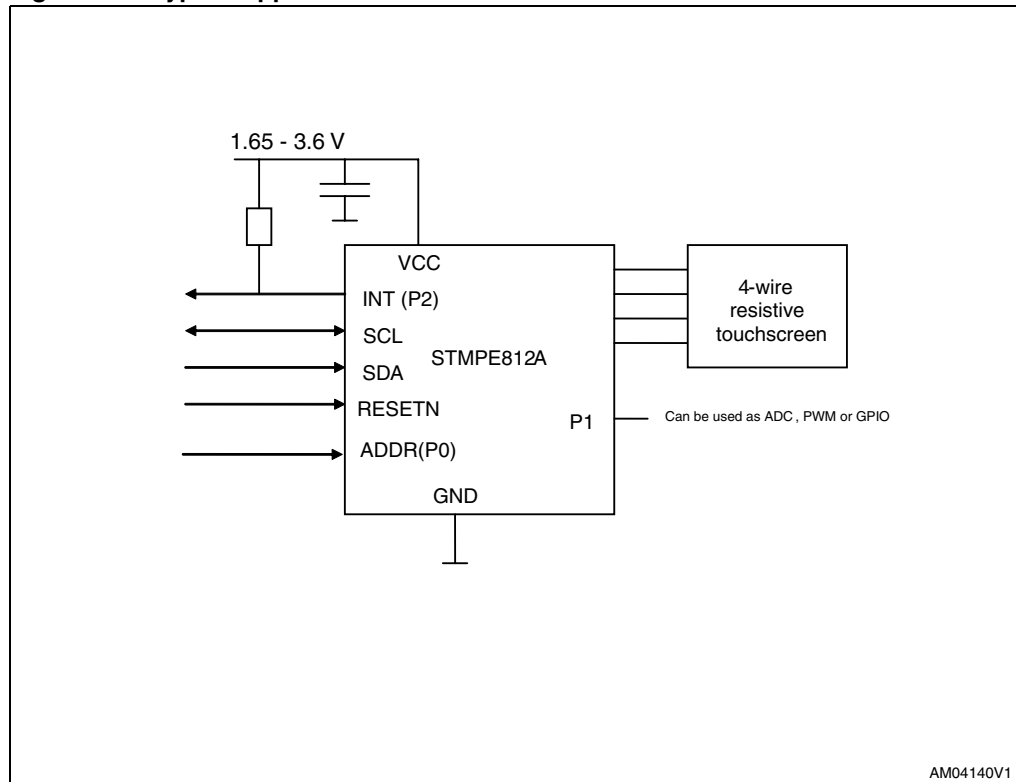 1.65 - 3.6 V
VCC
INT (P2)
SCL
SDA
RESETN
ADDR(P0)
STMPE812A
P1
GND
4-wire
resistive
touchscreen
Can be used as ADC , PWM or GPIO
AM04140V1